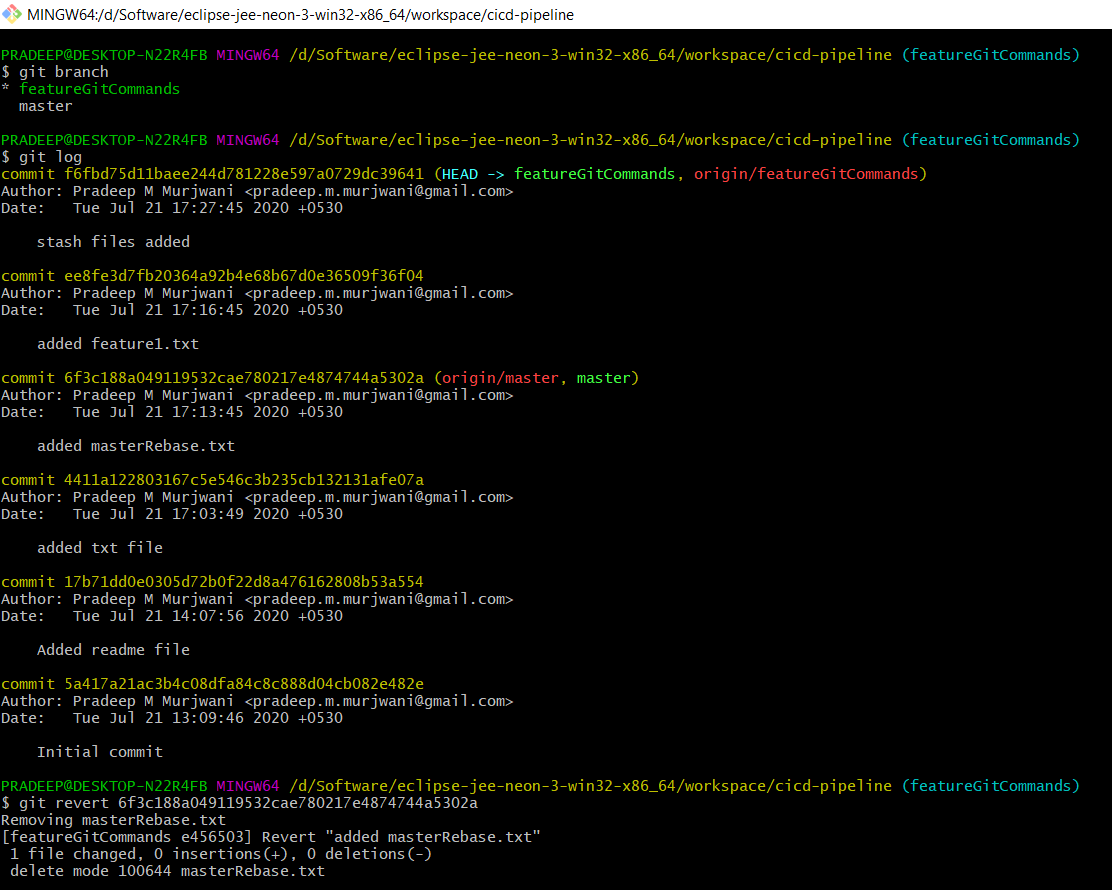 MINGW64:/d/Software/eclipse-jee-neon-3-win32-x86_64/workspace/cicd-pipeline
PRADEEP@DESKTOP-N22R4FB MINGW64 /d/Software/eclipse-jee-neon-3-win32-x86_64/workspace/cicd-pipeline (featureGitCommands)
$ git branch
* featureGitCommands
  master
PRADEEP@DESKTOP-N22R4FB MINGW64 /d/Software/eclipse-jee-neon-3-win32-x86_64/workspace/cicd-pipeline (featureGitCommands)
$ git log
commit f6fbd75d11baee244d781228e597a0729dc39641 (HEAD -> featureGitCommands, origin/featureGitCommands)
Author: Pradeep M Murjwani <pradeep.m.murjwani@gmail.com>
Date:   Tue Jul 21 17:27:45 2020 +0530
    stash files added
commit ee8fe3d7fb20364a92b4e68b67d0e36509f36f04
Author: Pradeep M Murjwani <pradeep.m.murjwani@gmail.com>
Date:   Tue Jul 21 17:16:45 2020 +0530
    added feature1.txt
commit 6f3c188a049119532cae780217e4874744a5302a (origin/master, master)
Author: Pradeep M Murjwani <pradeep.m.murjwani@gmail.com>
Date:   Tue Jul 21 17:13:45 2020 +0530
    added masterRebase.txt
commit 4411a122803167c5e546c3b235cb132131afe07a
Author: Pradeep M Murjwani <pradeep.m.murjwani@gmail.com>
Date:   Tue Jul 21 17:03:49 2020 +0530
    added txt file
commit 17b71dd0e0305d72b0f22d8a476162808b53a554
Author: Pradeep M Murjwani <pradeep.m.murjwani@gmail.com>
Date:   Tue Jul 21 14:07:56 2020 +0530
    Added readme file
commit 5a417a21ac3b4c08dfa84c8c888d04cb082e482e
Author: Pradeep M Murjwani <pradeep.m.murjwani@gmail.com>
Date:   Tue Jul 21 13:09:46 2020 +0530
    Initial commit
PRADEEP@DESKTOP-N22R4FB MINGW64 /d/Software/eclipse-jee-neon-3-win32-x86_64/workspace/cicd-pipeline (featureGitCommands)
$ git revert 6f3c188a049119532cae780217e4874744a5302a
Removing masterRebase.txt
[featureGitCommands e456503] Revert "added masterRebase.txt"
 1 file changed, 0 insertions(+), 0 deletions(-)
 delete mode 100644 masterRebase.txt